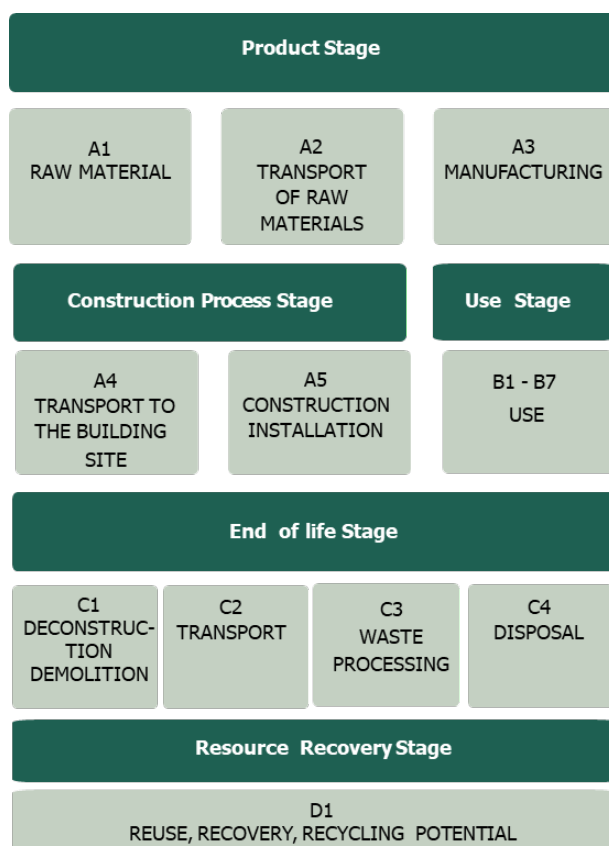 Product Stage
A1
RAW MATERIAL
A2
TRANSPORT
OF RAW
MATERIALS
A3
MANUFACTURING
Construction Process Stage
Use Stage
A4
TRANSPORT TO
THE BUILDING
SITE
A5
CONSTRUCTION
INSTALLATION
B1 - B7
USE
End of life Stage
C1
DECONSTRUC-
TION
DEMOLITION
C2
TRANSPORT
C3
WASTE
PROCESSING
C4
DISPOSAL
Resource Recovery Stage
D1
REUSE, RECOVERY, RECYCLING POTENTIAL